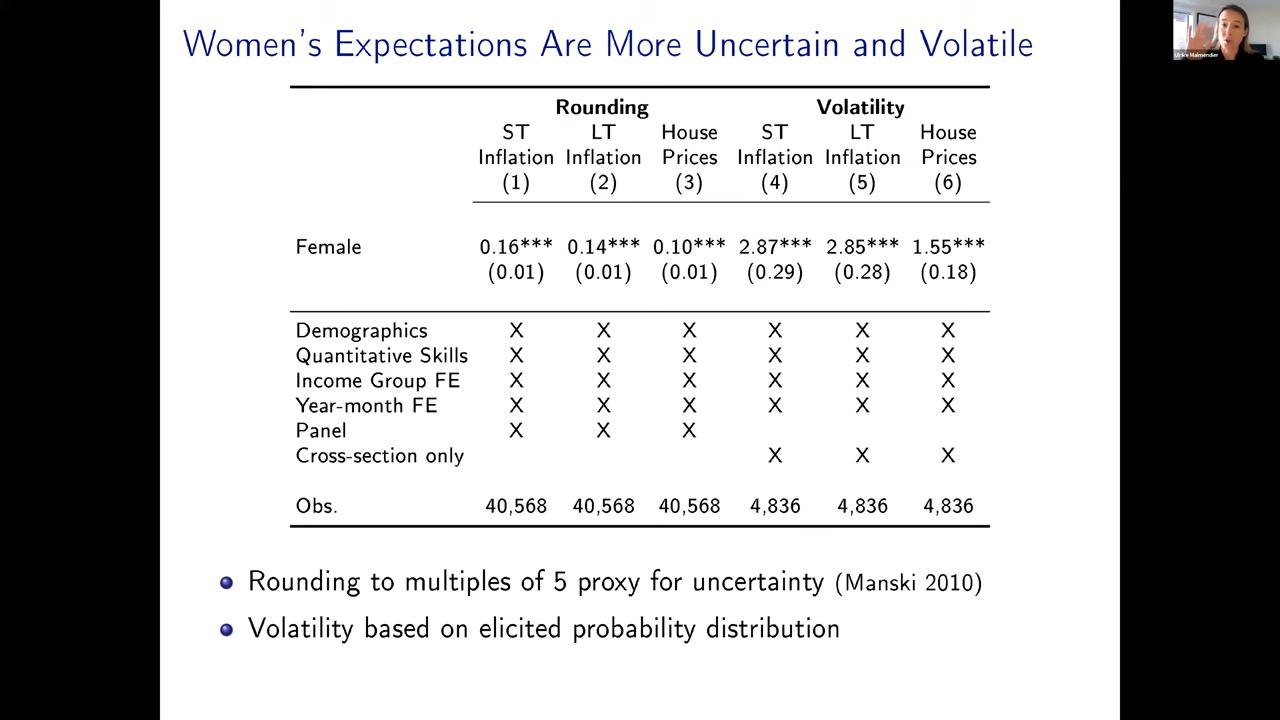 Women's Expectations Are More Uncertain and Volatile
Rounding Volatility
ST LT House ST LT House
Inflation Inflation Prices Inflation Inflation Prices
(1) (2) (3) (4) (5) (6)
Female 0.16*** 0.14*** 0.10*** 2.87*** 2.85*** 1.55***
(0.01) (0.01) (0.01) (0.29) (0.28) (0.18)
Demographics X X X X X X
Quantitative Skills X X X X X X
Income Group FE X X X X X X
Year-month FE X X X X X X
Panel X X X
Cross-section only X X X
Obs. 40,568 40,568 40,568 4,836 4,836 4,836
Rounding to multiples of 5 proxy for uncertainty (Manski 2010)
Volatility based on elicited probability distribution
Ulrike Malmendier